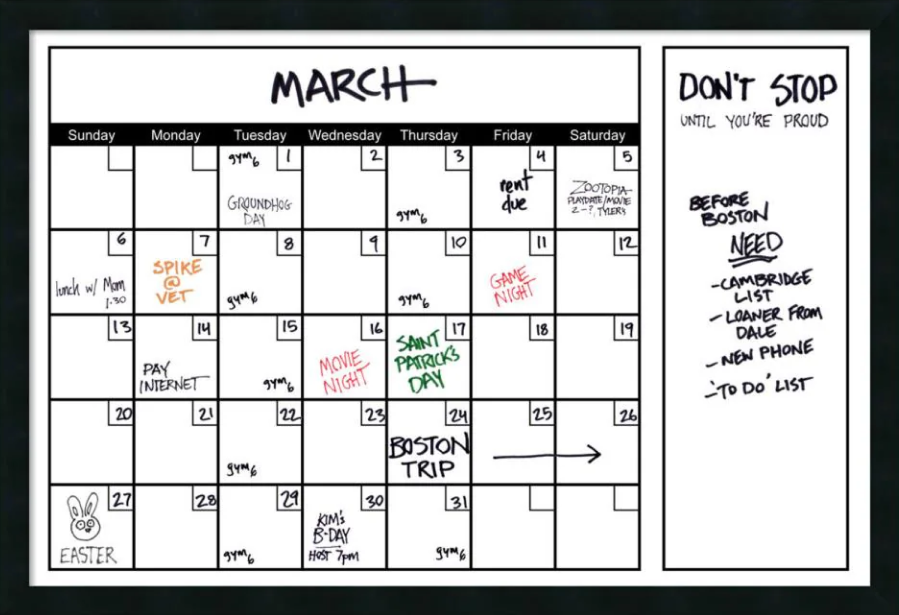 MARCH
Sunday Monday Tuesday Wednesday Thursday Friday Saturday
gym 6 1 2 3 4 5
GROUNDHOG
DAY
gym 6
rent
due
ZOOTOPIA
PLAYDATE/MOVIE
2-? TYLER'S
6 7 8 9 10 11 12
lunch w/ Mom
1:30
SPIKE
@
VET
gym 6
gym 6
GAME
NIGHT
13 14 15 16 17 18 19
PAY
INTERNET
gym 6
MOVIE
NIGHT
SAINT
PATRICK'S
DAY
20 21 22 23 24 25 26
gym 6
BOSTON
TRIP
27 28 29 30 31
EASTER
gym 6
KIM's
B-DAY
HOST 7pm
gym 6
DON'T STOP
UNTIL YOU'RE PROUD
BEFORE
BOSTON
NEED
-CAMBRIDGE
LIST
-LOANER FROM
DALE
-NEW PHONE
-'TO DO' LIST